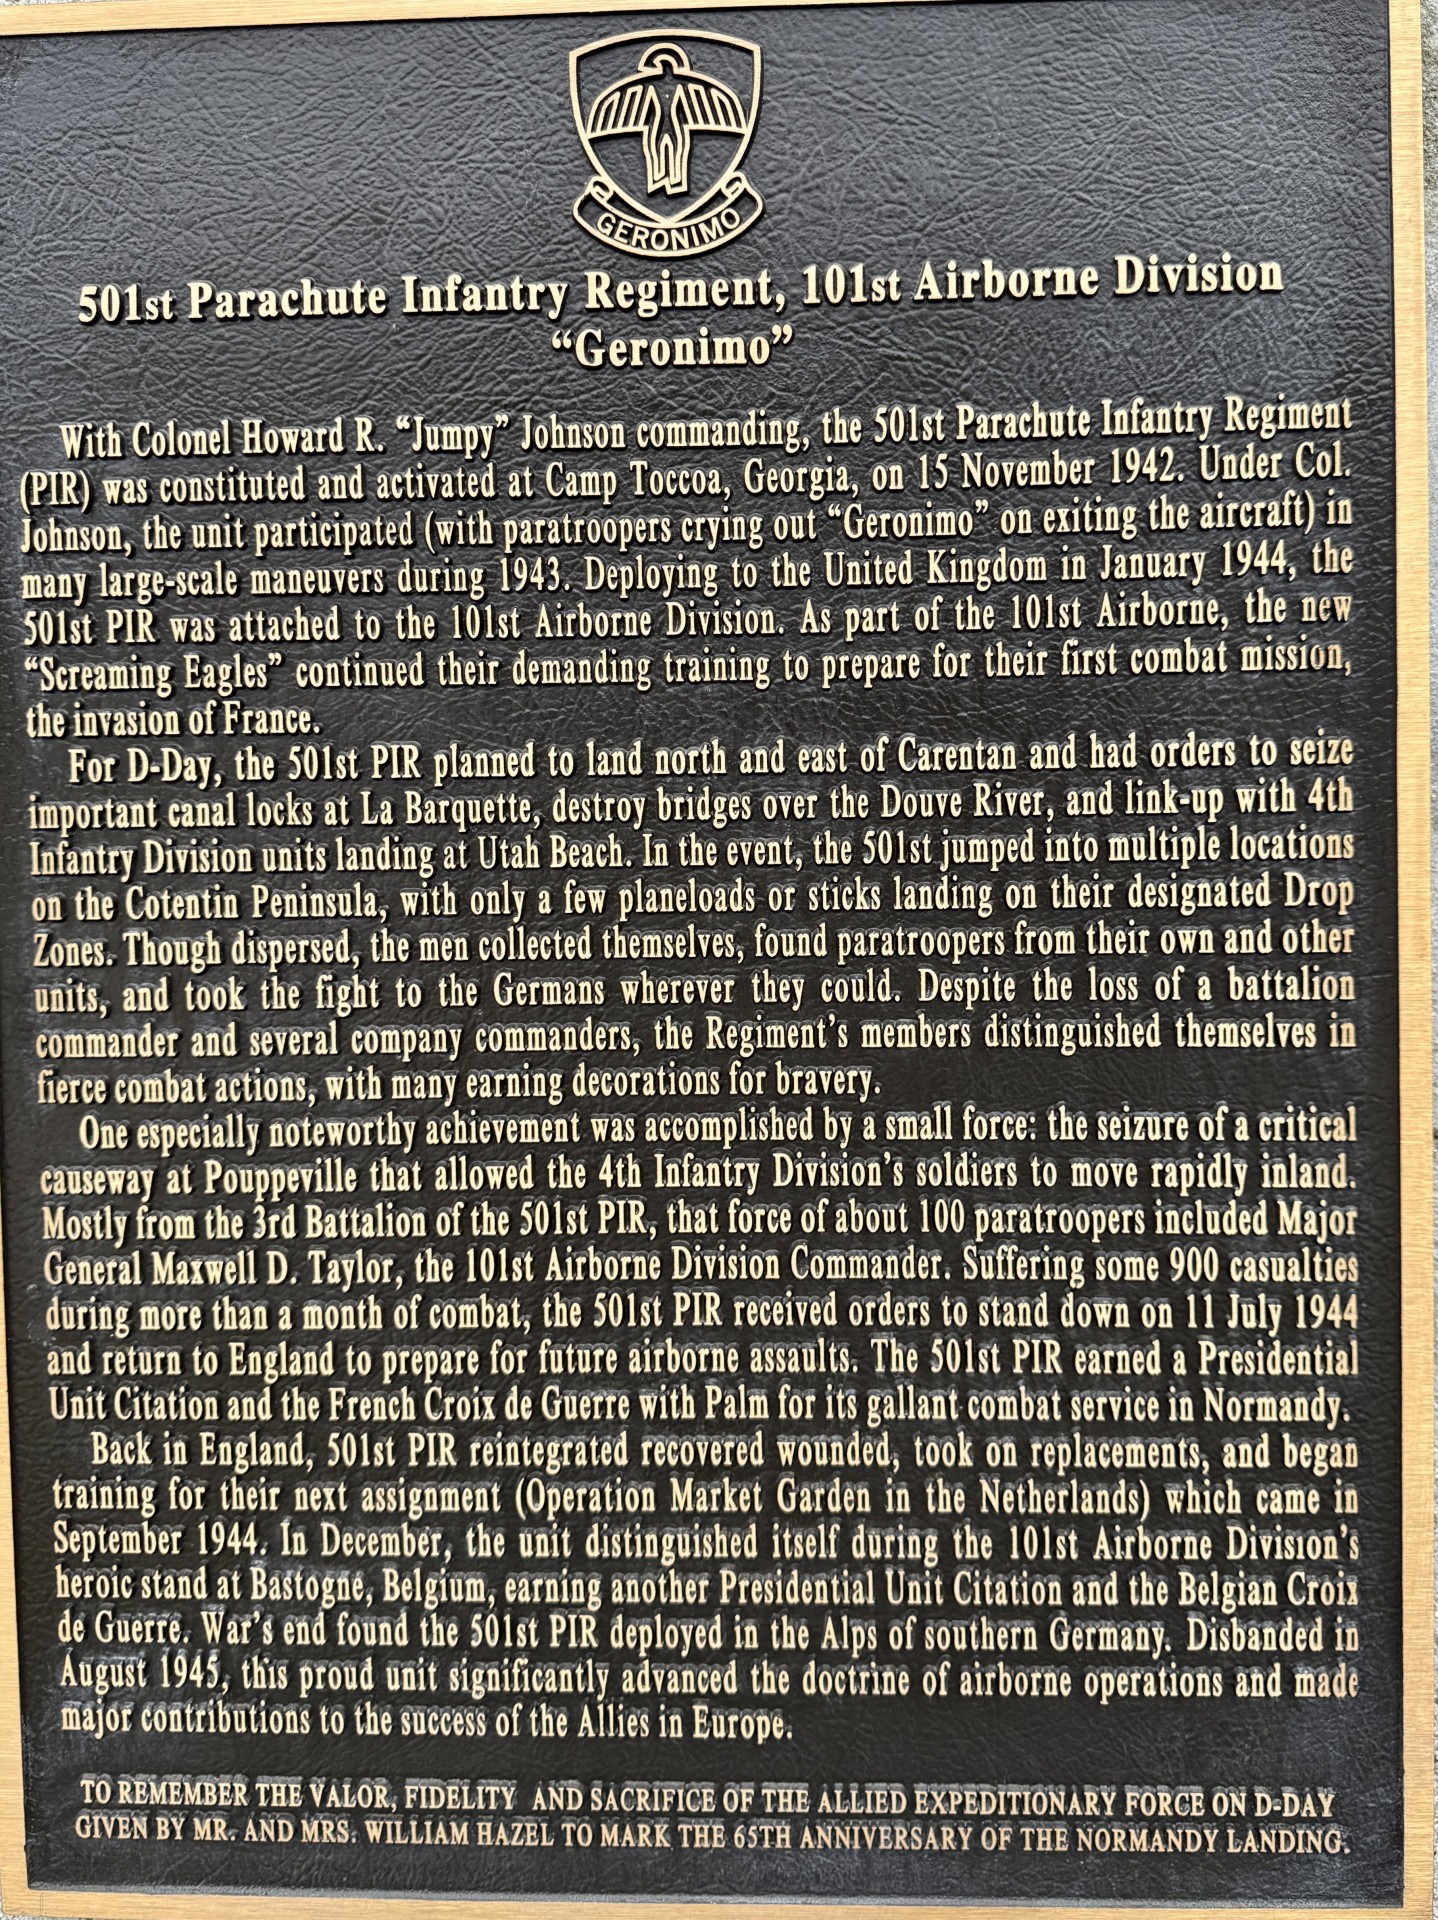 GERONIMO
501st Parachute Infantry Regiment, 101st Airborne Division
“Geronimo”
With Colonel Howard R. “Jumpy” Johnson commanding, the 501st Parachute Infantry Regiment
(PIR) was constituted and activated at Camp Toccoa, Georgia, on 15 November 1942. Under Col.
Johnson, the unit participated (with paratroopers crying out “Geronimo” on exiting the aircraft) in
many large-scale maneuvers during 1943. Deploying to the United Kingdom in January 1944, the
501st PIR was attached to the 101st Airborne Division. As part of the 101st Airborne, the new
“Screaming Eagles” continued their demanding training to prepare for their first combat mission,
the invasion of France.
For D-Day, the 501st PIR planned to land north and east of Carentan and had orders to seize
important canal locks at La Barquette, destroy bridges over the Douve River, and link-up with 4th
Infantry Division units landing at Utah Beach. In the event, the 501st jumped into multiple locations
on the Cotentin Peninsula, with only a few planeloads or sticks landing on their designated Drop
Zones. Though dispersed, the men collected themselves, found paratroopers from their own and other
units, and took the fight to the Germans wherever they could. Despite the loss of a battalion
commander and several company commanders, the Regiment’s members distinguished themselves in
fierce combat actions, with many earning decorations for bravery.
One especially noteworthy achievement was accomplished by a small force: the seizure of a critical
causeway at Pouppeville that allowed the 4th Infantry Division’s soldiers to move rapidly inland.
Mostly from the 3rd Battalion of the 501st PIR, that force of about 100 paratroopers included Major
General Maxwell D. Taylor, the 101st Airborne Division Commander. Suffering some 900 casualties
during more than a month of combat, the 501st PIR received orders to stand down on 11 July 1944
and return to England to prepare for future airborne assaults. The 501st PIR earned a Presidential
Unit Citation and the French Croix de Guerre with Palm for its gallant combat service in Normandy.
Back in England, 501st PIR reintegrated recovered wounded, took on replacements, and began
training for their next assignment (Operation Market Garden in the Netherlands) which came in
September 1944. In December, the unit distinguished itself during the 101st Airborne Division’s
heroic stand at Bastogne, Belgium, earning another Presidential Unit Citation and the Belgian Croix
de Guerre. War’s end found the 501st PIR deployed in the Alps of southern Germany. Disbanded in
August 1945, this proud unit significantly advanced the doctrine of airborne operations and made
major contributions to the success of the Allies in Europe.
TO REMEMBER THE VALOR, FIDELITY AND SACRIFICE OF THE ALLIED EXPEDITIONARY FORCE ON D-DAY
GIVEN BY MR. AND MRS. WILLIAM HAZEL TO MARK THE 65TH ANNIVERSARY OF THE NORMANDY LANDING.